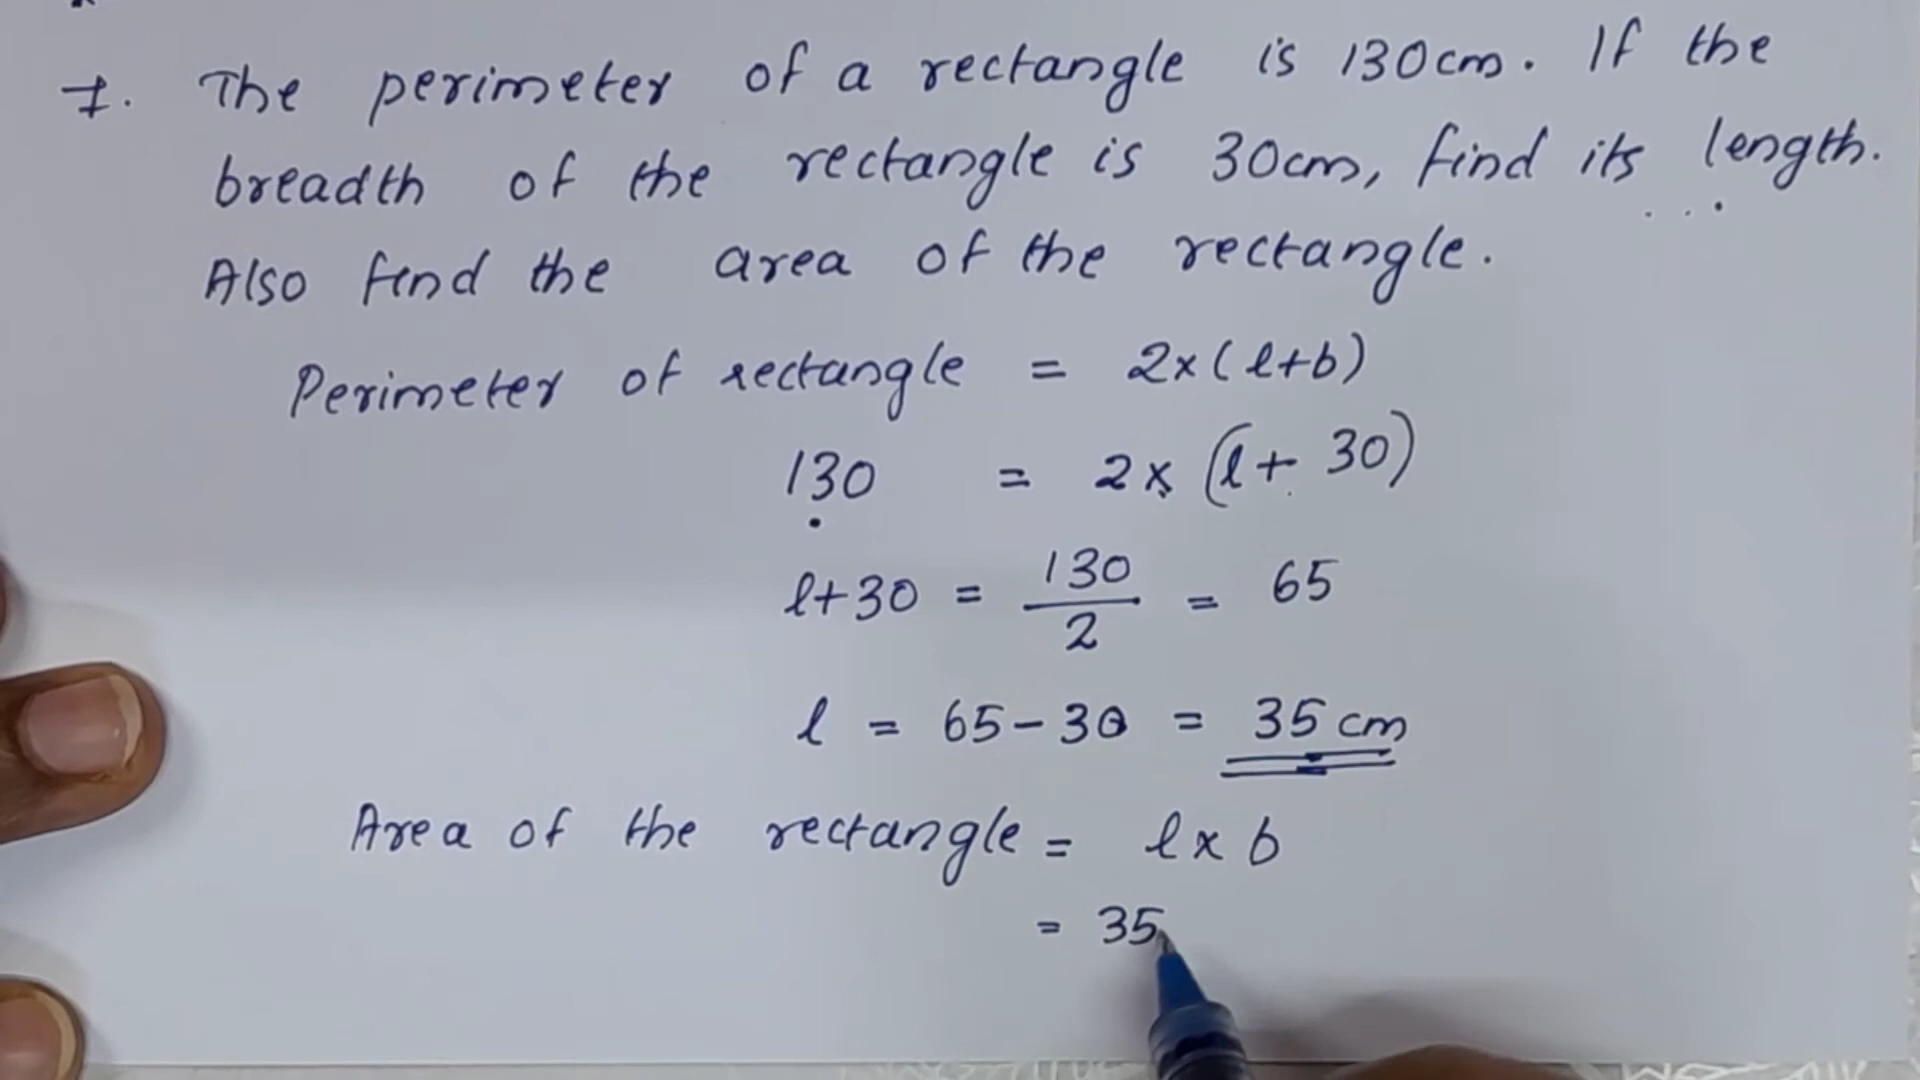 7. The perimeter of a rectangle is 130cm. If the
breadth of the rectangle is 30cm, find its length.
Also find the area of the rectangle.
Perimeter of rectangle = 2x(l+b)
130 = 2x (l+ 30)
l+30 = 130/2 = 65
l = 65-30 = 35 cm
Area of the rectangle = l x b
= 35